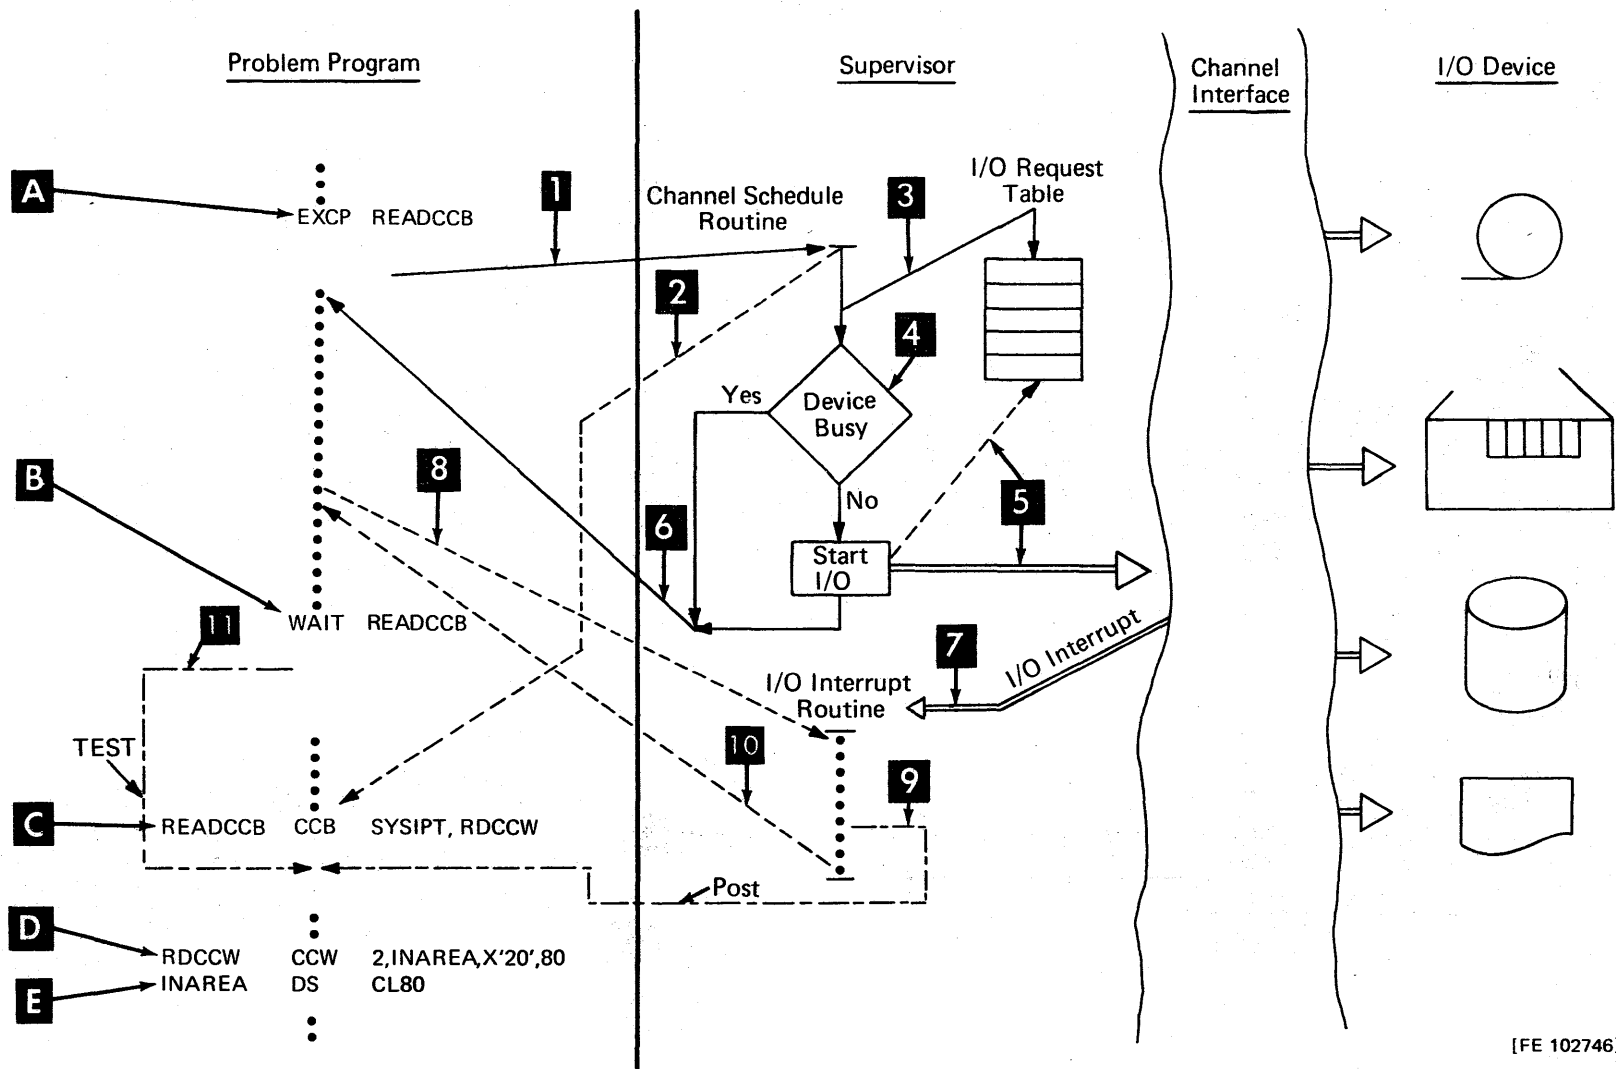 Problem Program
Supervisor
Channel
Interface
I/O Device
A
EXCP READCCB
1
Channel Schedule
Routine
3
I/O Request
Table
2
4
Yes
Device
Busy
No
B
8
6
5
Start
I/O
WAIT READCCB
11
7
I/O Interrupt
I/O Interrupt
Routine
10
9
TEST
C
READCCB CCB SYSIPT, RDCCW
Post
D
RDCCW CCW 2,INAREA,X'20',80
E
INAREA DS CL80
[FE 102746]